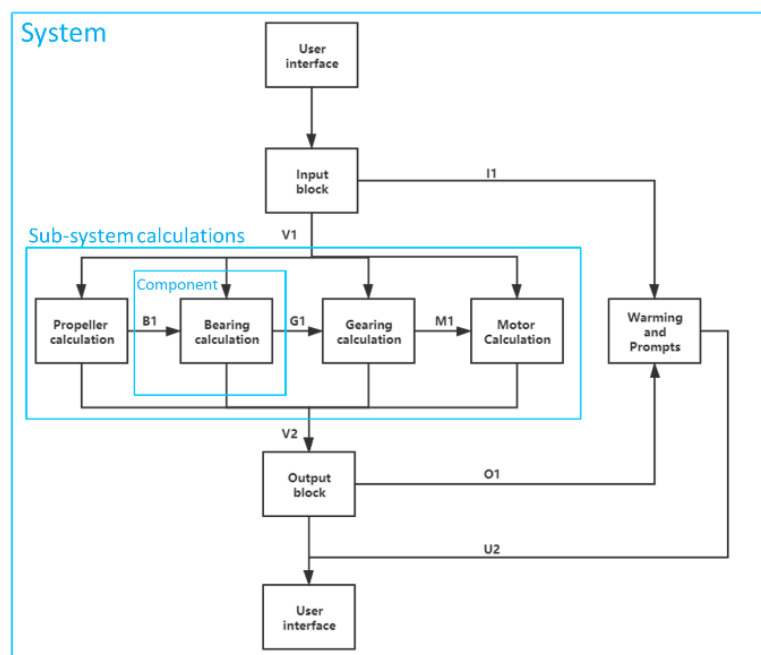 System
User
interface
Input
block
I1
V1
Sub-system calculations
Component
Propeller
calculation
B1
Bearing
calculation
G1
Gearing
calculation
M1
Motor
Calculation
Warming
and
Prompts
V2
Output
block
O1
U2
User
interface